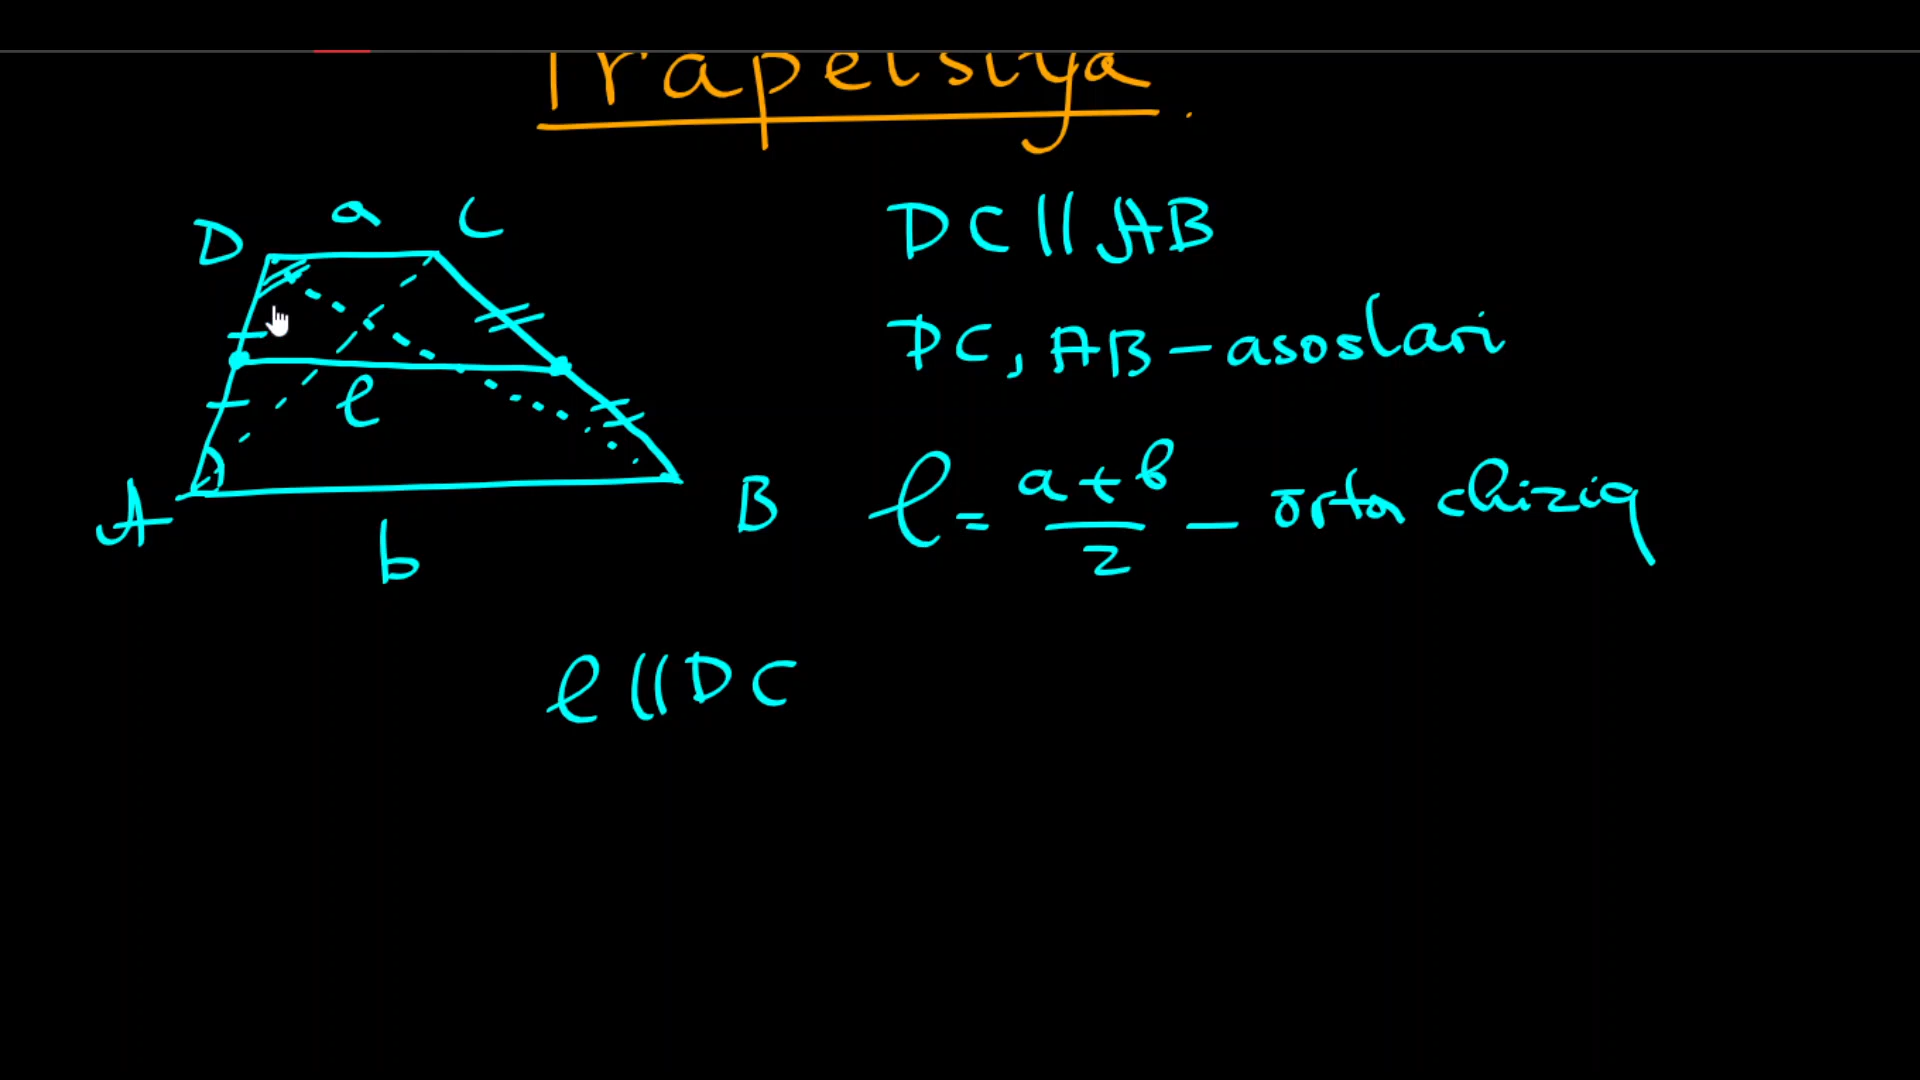 Trapetsiya.
a
D C
l
A B
b
DC || AB
DC, AB - asoslari
l = a+b/2 - o'rta chiziq
l || DC